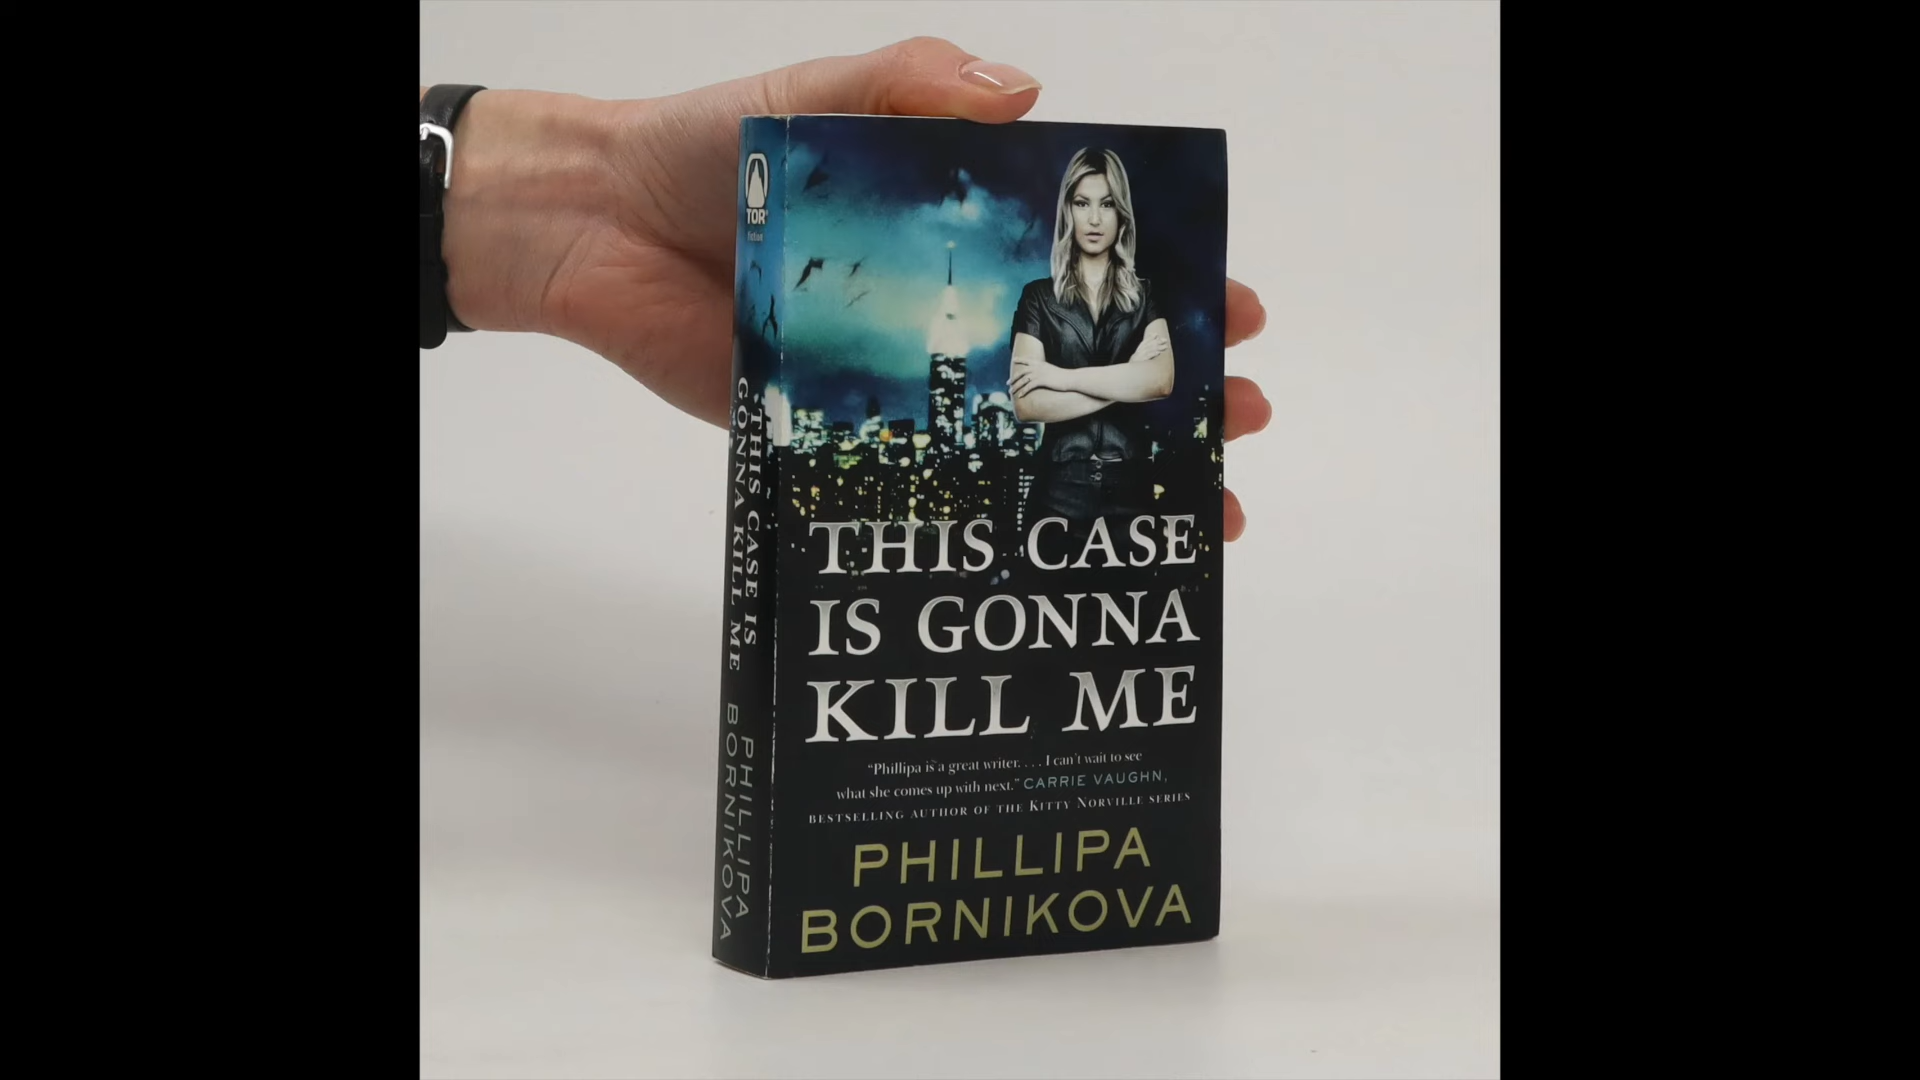 TOR
fiction
THIS CASE IS
GONNA KILL ME
PHILLIPA
BORNIKOVA
THIS CASE
IS GONNA
KILL ME
“Phillipa is a great writer. . . . I can’t wait to see
what she comes up with next.” CARRIE VAUGHN,
BESTSELLING AUTHOR OF THE KITTY NORVILLE SERIES
PHILLIPA
BORNIKOVA